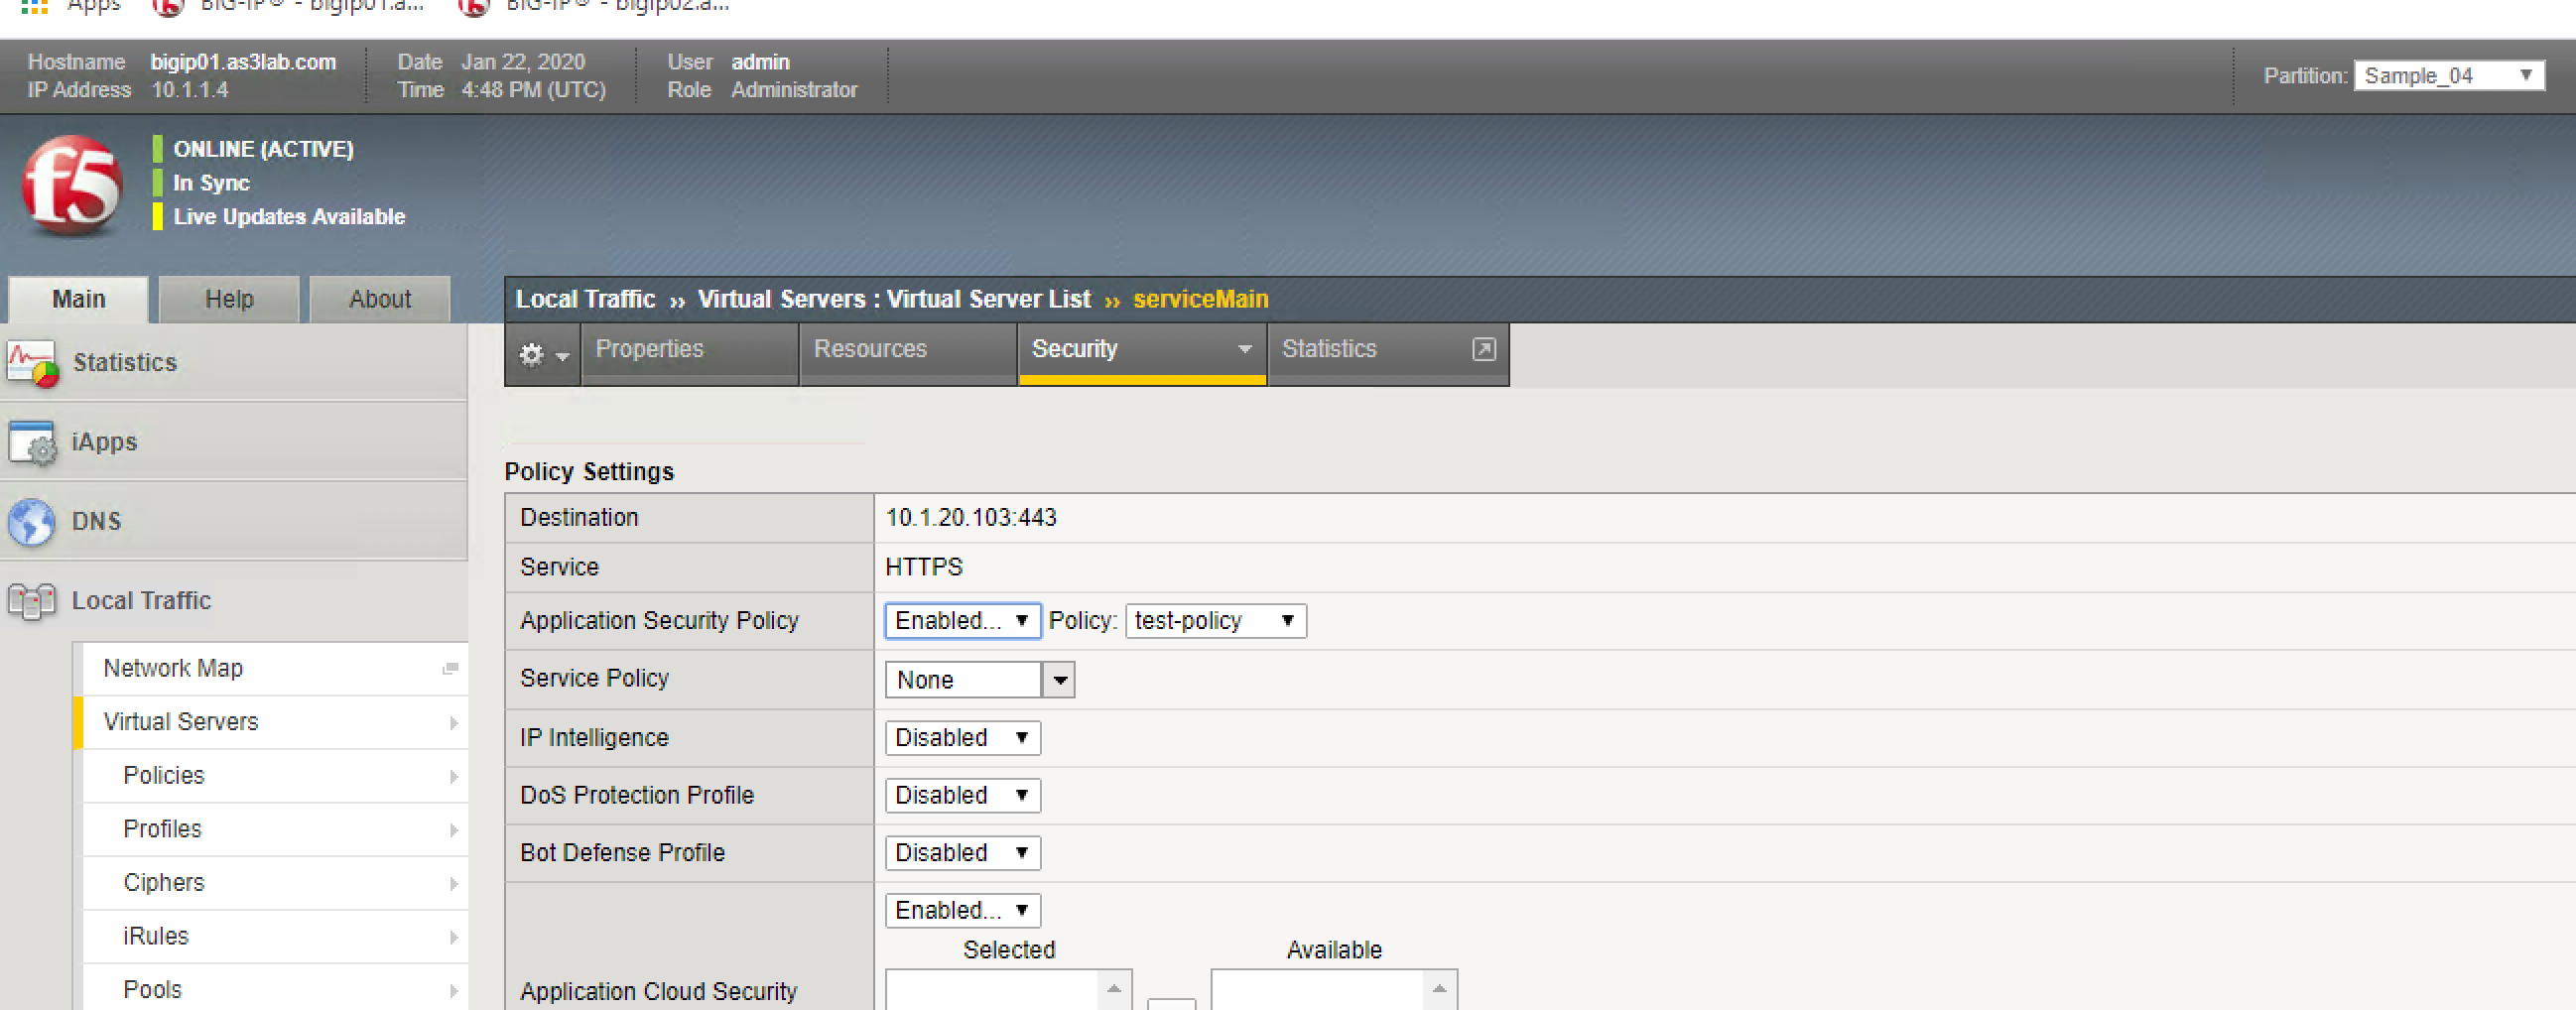 Apps BIG-IP® - bigip01.a... BIG-IP® - bigip02.a...
Hostname bigip01.as3lab.com Date Jan 22, 2020 User admin
IP Address 10.1.1.4 Time 4:48 PM (UTC) Role Administrator
Partition: Sample_04
f5
ONLINE (ACTIVE)
In Sync
Live Updates Available
Main Help About
Local Traffic ›› Virtual Servers : Virtual Server List ›› serviceMain
Properties Resources Security Statistics
Statistics
iApps
DNS
Local Traffic
Network Map
Virtual Servers
Policies
Profiles
Ciphers
iRules
Pools
Policy Settings
Destination 10.1.20.103:443
Service HTTPS
Application Security Policy Enabled... Policy: test-policy
Service Policy None
IP Intelligence Disabled
DoS Protection Profile Disabled
Bot Defense Profile Disabled
Enabled...
Selected Available
Application Cloud Security